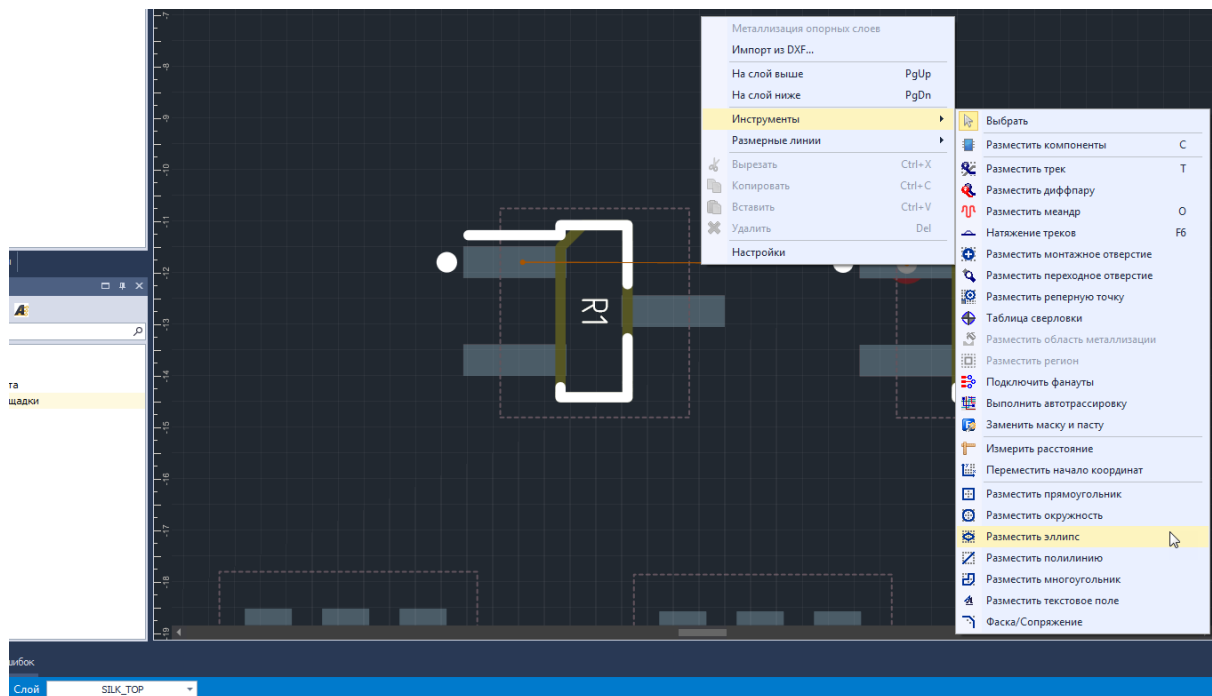 -7
-8
-9
-10
-11
-12
-13
-14
-15
-16
-17
-18
-19
R1
та
щадки
шибок
Слой SILK_TOP
Металлизация опорных слоев
Импорт из DXF...
На слой выше PgUp
На слой ниже PgDn
Инструменты
Размерные линии
Вырезать Ctrl+X
Копировать Ctrl+C
Вставить Ctrl+V
Удалить Del
Настройки
Выбрать
Разместить компоненты C
Разместить трек T
Разместить диффпару
Разместить меандр O
Натяжение треков F6
Разместить монтажное отверстие
Разместить переходное отверстие
Разместить реперную точку
Таблица сверловки
Разместить область металлизации
Разместить регион
Подключить фанауты
Выполнить автотрассировку
Заменить маску и пасту
Измерить расстояние
Переместить начало координат
Разместить прямоугольник
Разместить окружность
Разместить эллипс
Разместить полилинию
Разместить многоугольник
Разместить текстовое поле
Фаска/Сопряжение